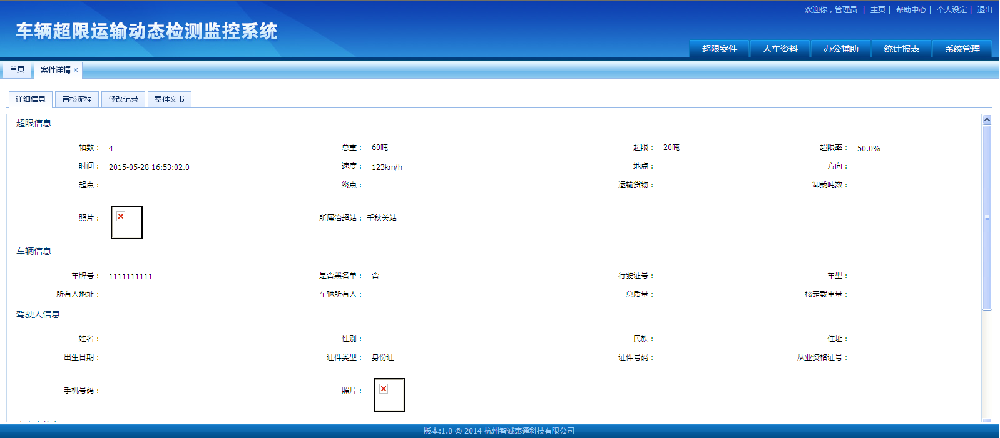 欢迎你，管理员 | 主页 | 帮助中心 | 个人设定 | 退出
车辆超限运输动态检测监控系统
超限案件 人车资料 办公辅助 统计报表 系统管理
首页 案件详情 ×
详细信息 审核流程 修改记录 案件文书
超限信息
轴数： 4 总重： 60吨 超限： 20吨 超限率： 50.0%
时间： 2015-05-28 16:53:02.0 速度： 123km/h 地点： 方向：
起点： 终点： 运输货物： 卸载吨数：
照片： 所属治超站： 千秋关站
车辆信息
车牌号： 1111111111 是否黑名单： 否 行驶证号： 车型：
所有人地址： 车辆所有人： 总质量： 核定载重量：
驾驶人信息
姓名： 性别： 民族： 住址：
出生日期： 证件类型： 身份证 证件号码： 从业资格证号：
手机号码： 照片：
版本:1.0 © 2014 杭州智诚惠通科技有限公司